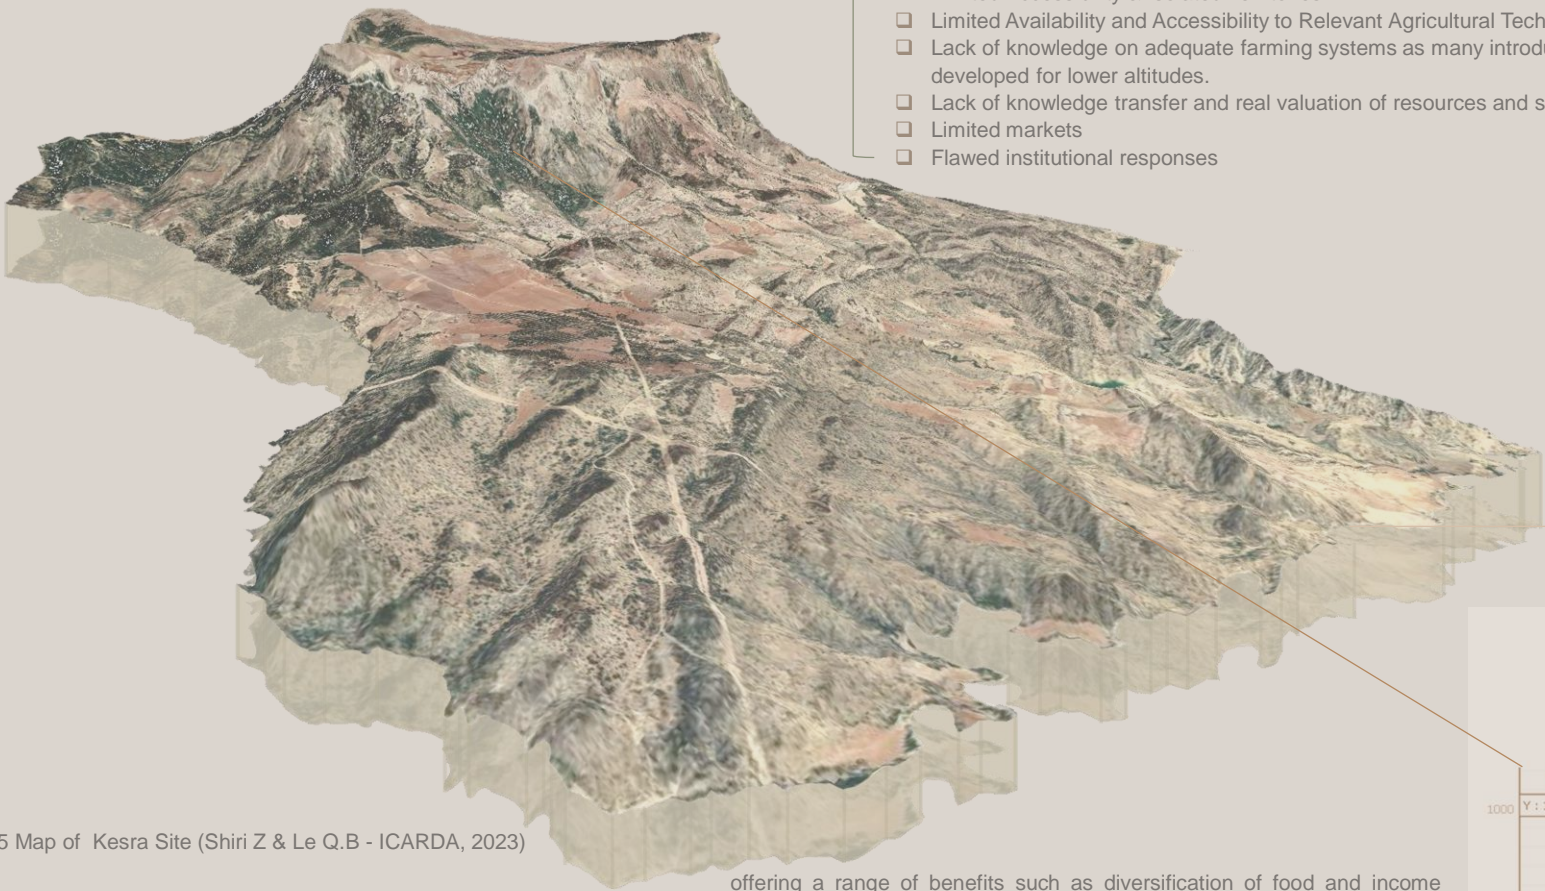 Limited Availability and Accessibility to Relevant Agricultural Tech
Lack of knowledge on adequate farming systems as many introdu
developed for lower altitudes.
Lack of knowledge transfer and real valuation of resources and s
Limited markets
Flawed institutional responses
1000 Y:
5 Map of Kesra Site (Shiri Z & Le Q.B - ICARDA, 2023)
offering a range of benefits such as diversification of food and income